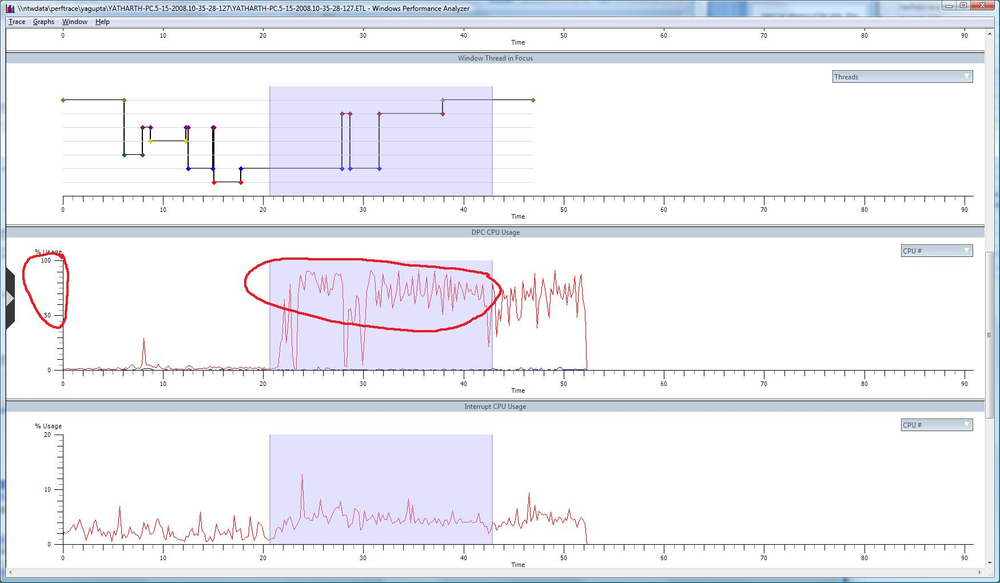 \\ntwdata\perftrace\yagupta\YATHARTH-PC.5-15-2008.10-35-28-127\YATHARTH-PC.5-15-2008.10-35-28-127.ETL - Windows Performance Analyzer
Trace Graphs Window Help
0 10 20 30 40 50 60 70 80 90
Time
Window Thread in Focus
Threads
0 10 20 30 40 50 60 70 80 90
Time
DPC CPU Usage
% Usage
CPU #
100
50
0
0 10 20 30 40 50 60 70 80 90
Time
Interrupt CPU Usage
% Usage
CPU #
20
10
0
0 10 20 30 40 50 60 70 80 90
Time